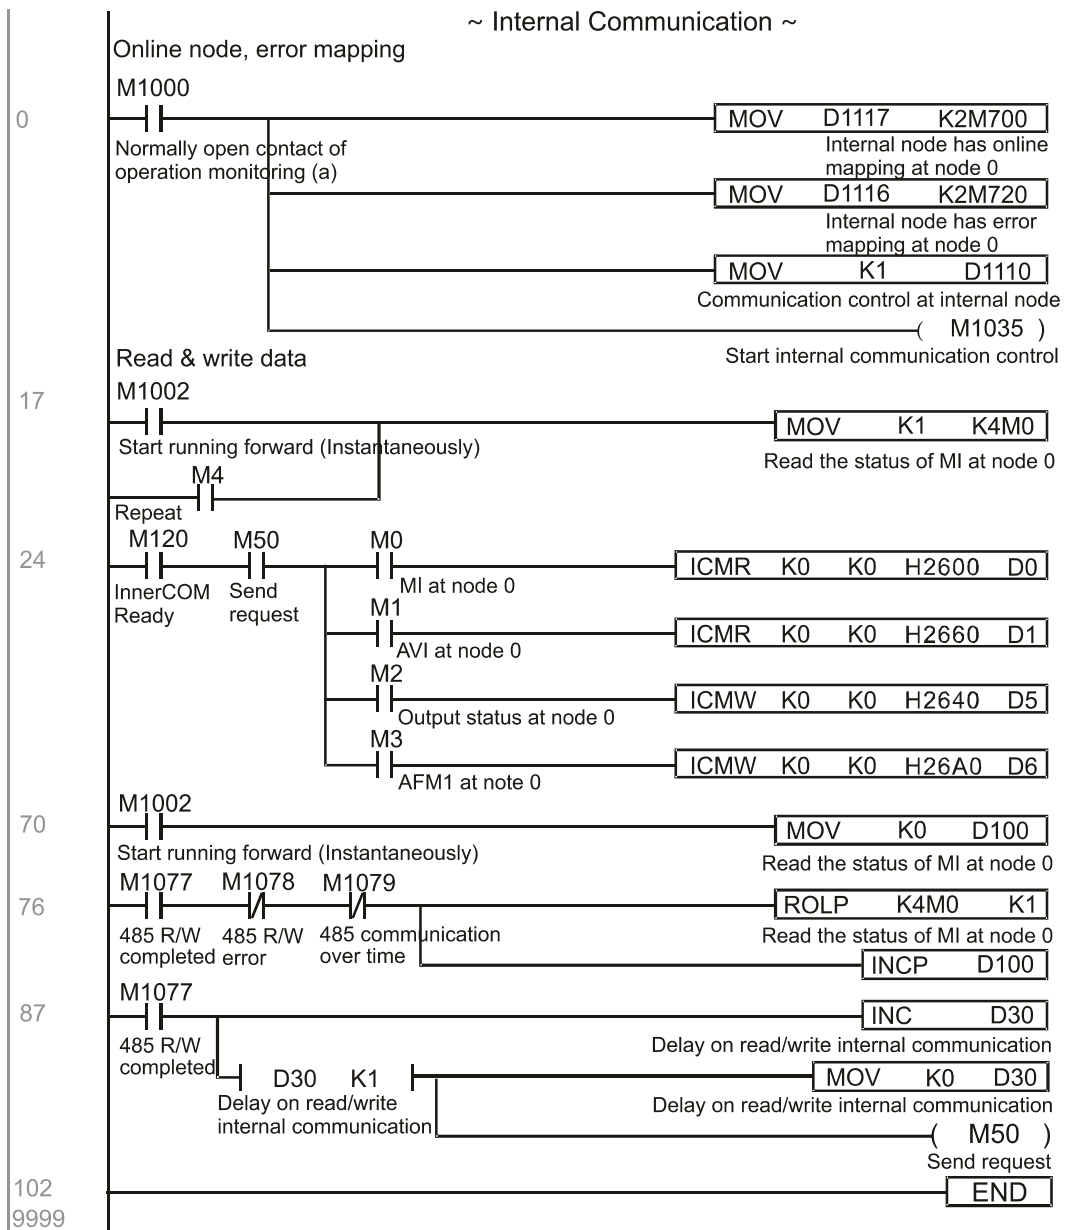 ~ Internal Communication ~
Online node, error mapping
M1000
0
MOV D1117 K2M700
Normally open contact of
operation monitoring (a)
Internal node has online
mapping at node 0
MOV D1116 K2M720
Internal node has error
mapping at node 0
MOV K1 D1110
Communication control at internal node
( M1035 )
Start internal communication control
Read & write data
M1002
17
MOV K1 K4M0
Start running forward (Instantaneously)
Read the status of MI at node 0
M4
Repeat
M120 M50 M0
24
ICMR K0 K0 H2600 D0
InnerCOM
Ready
Send
request
MI at node 0
M1
ICMR K0 K0 H2660 D1
AVI at node 0
M2
ICMW K0 K0 H2640 D5
Output status at node 0
M3
ICMW K0 K0 H26A0 D6
AFM1 at note 0
M1002
70
MOV K0 D100
Start running forward (Instantaneously)
Read the status of MI at node 0
M1077 M1078 M1079
76
ROLP K4M0 K1
485 R/W
completed
485 R/W
error
485 communication
over time
Read the status of MI at node 0
INCP D100
M1077
87
INC D30
485 R/W
completed
Delay on read/write internal communication
D30 K1
MOV K0 D30
Delay on read/write
internal communication
Delay on read/write internal communication
( M50 )
Send request
102
END
9999